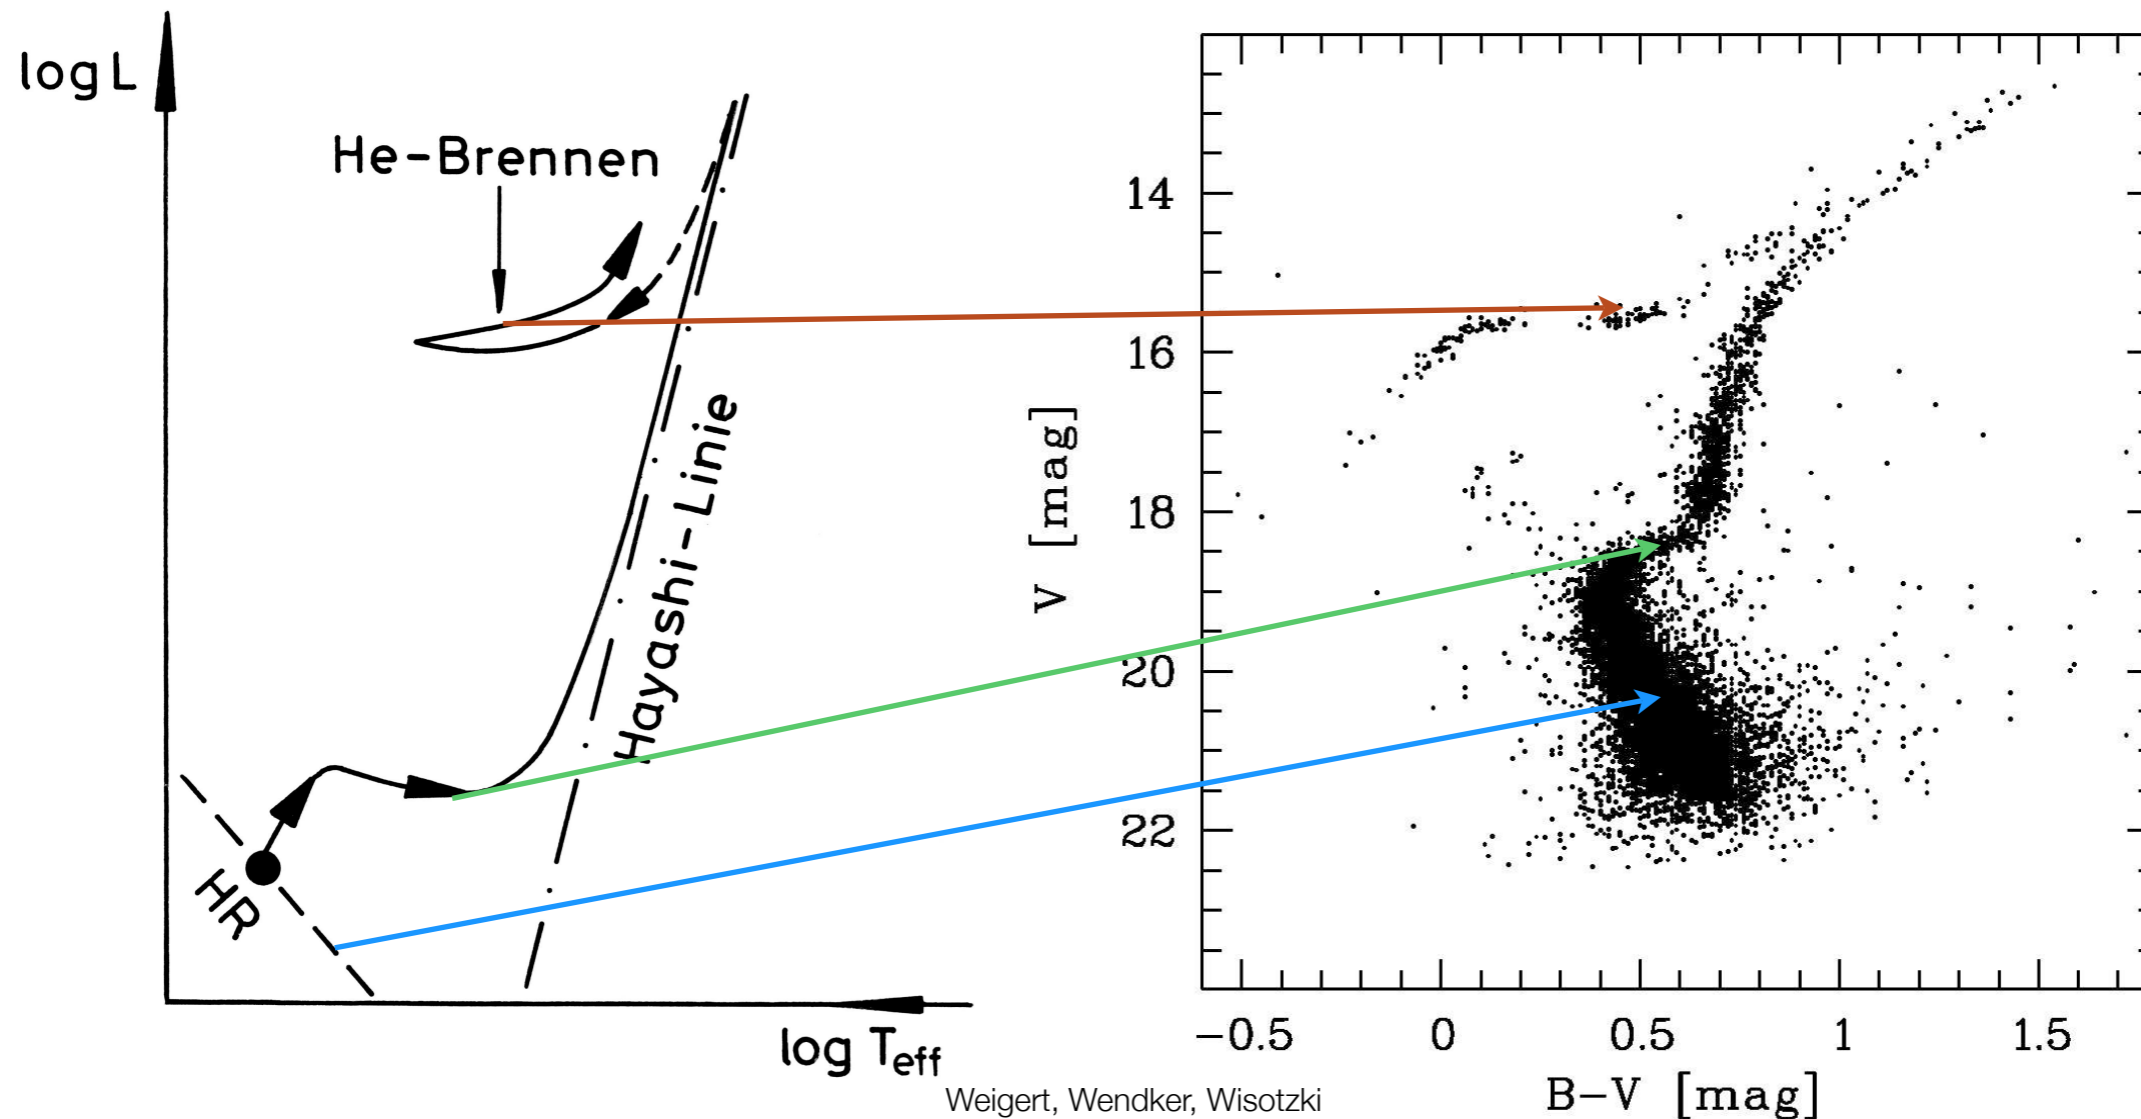 log L
He-Brennen
Hayashi-Linie
HR
log Teff
V [mag]
14
16
18
20
22
-0.5
0
0.5
1
1.5
B-V [mag]
Weigert, Wendker, Wisotzki